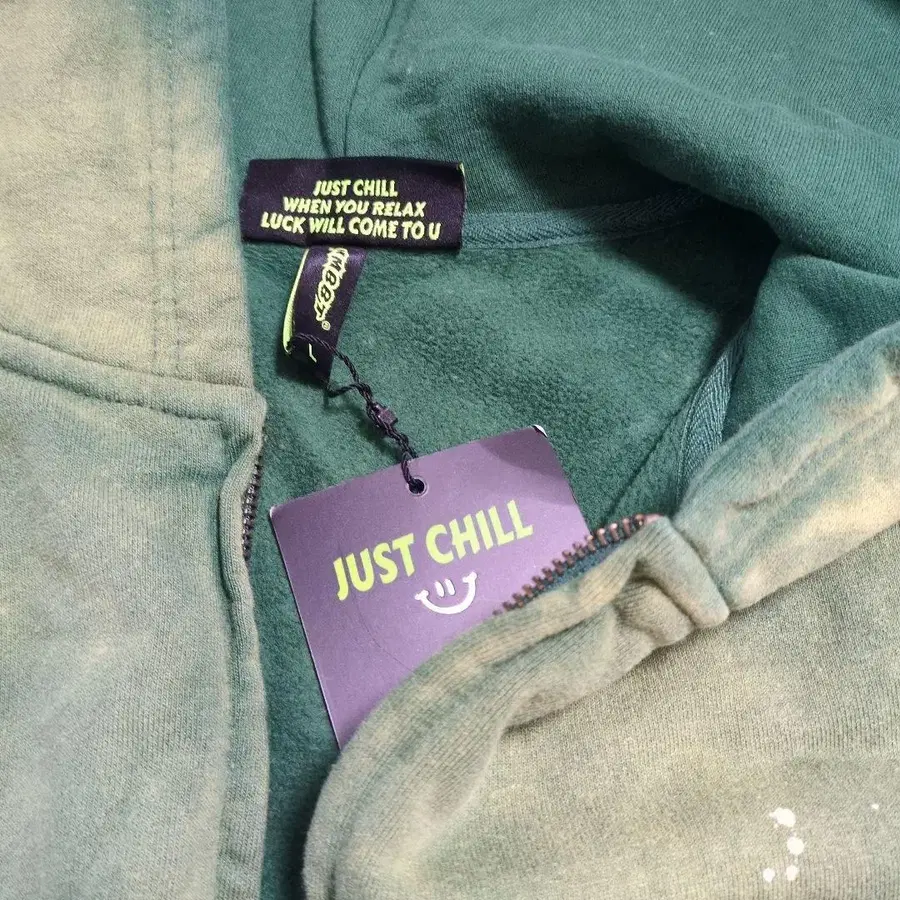 JUST CHILL
WHEN YOU RELAX
LUCK WILL COME TO U
L
JUST CHILL